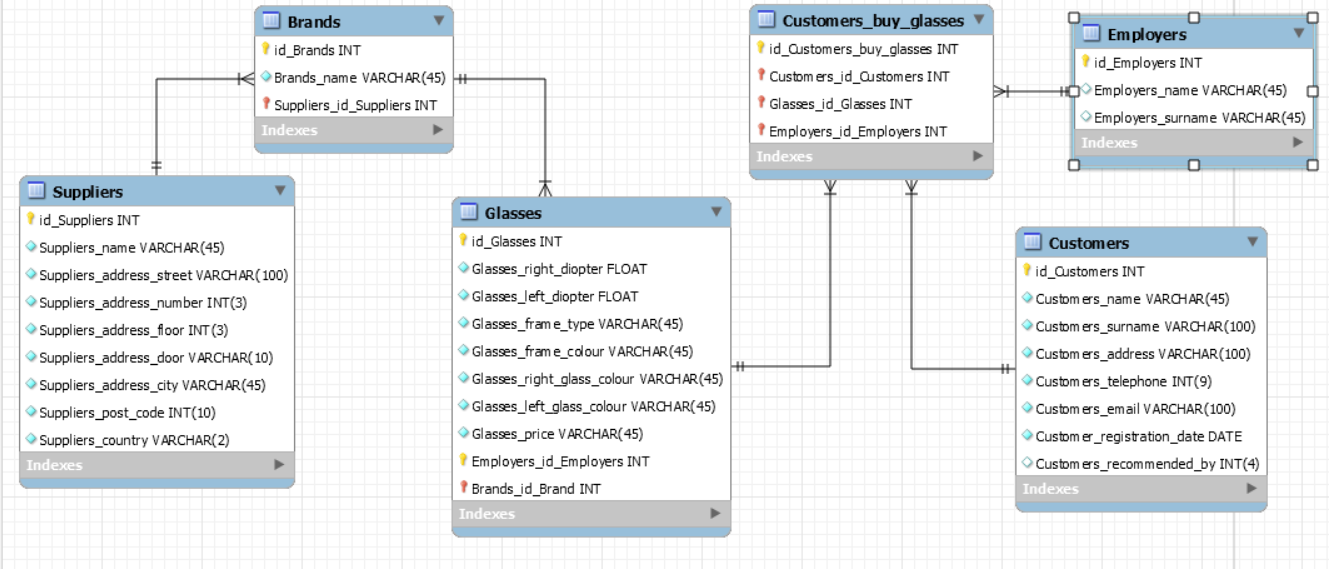 Brands
id_Brands INT
Brands_name VARCHAR(45)
Suppliers_id_Suppliers INT
Indexes
Suppliers
id_Suppliers INT
Suppliers_name VARCHAR(45)
Suppliers_address_street VARCHAR(100)
Suppliers_address_number INT(3)
Suppliers_address_floor INT(3)
Suppliers_address_door VARCHAR(10)
Suppliers_address_city VARCHAR(45)
Suppliers_post_code INT(10)
Suppliers_country VARCHAR(2)
Indexes
Glasses
id_Glasses INT
Glasses_right_diopter FLOAT
Glasses_left_diopter FLOAT
Glasses_frame_type VARCHAR(45)
Glasses_frame_colour VARCHAR(45)
Glasses_right_glass_colour VARCHAR(45)
Glasses_left_glass_colour VARCHAR(45)
Glasses_price VARCHAR(45)
Employers_id_Employers INT
Brands_id_Brand INT
Indexes
Customers_buy_glasses
id_Customers_buy_glasses INT
Customers_id_Customers INT
Glasses_id_Glasses INT
Employers_id_Employers INT
Indexes
Employers
id_Employers INT
Employers_name VARCHAR(45)
Employers_surname VARCHAR(45)
Indexes
Customers
id_Customers INT
Customers_name VARCHAR(45)
Customers_surname VARCHAR(100)
Customers_address VARCHAR(100)
Customers_telephone INT(9)
Customers_email VARCHAR(100)
Customer_registration_date DATE
Customers_recommended_by INT(4)
Indexes